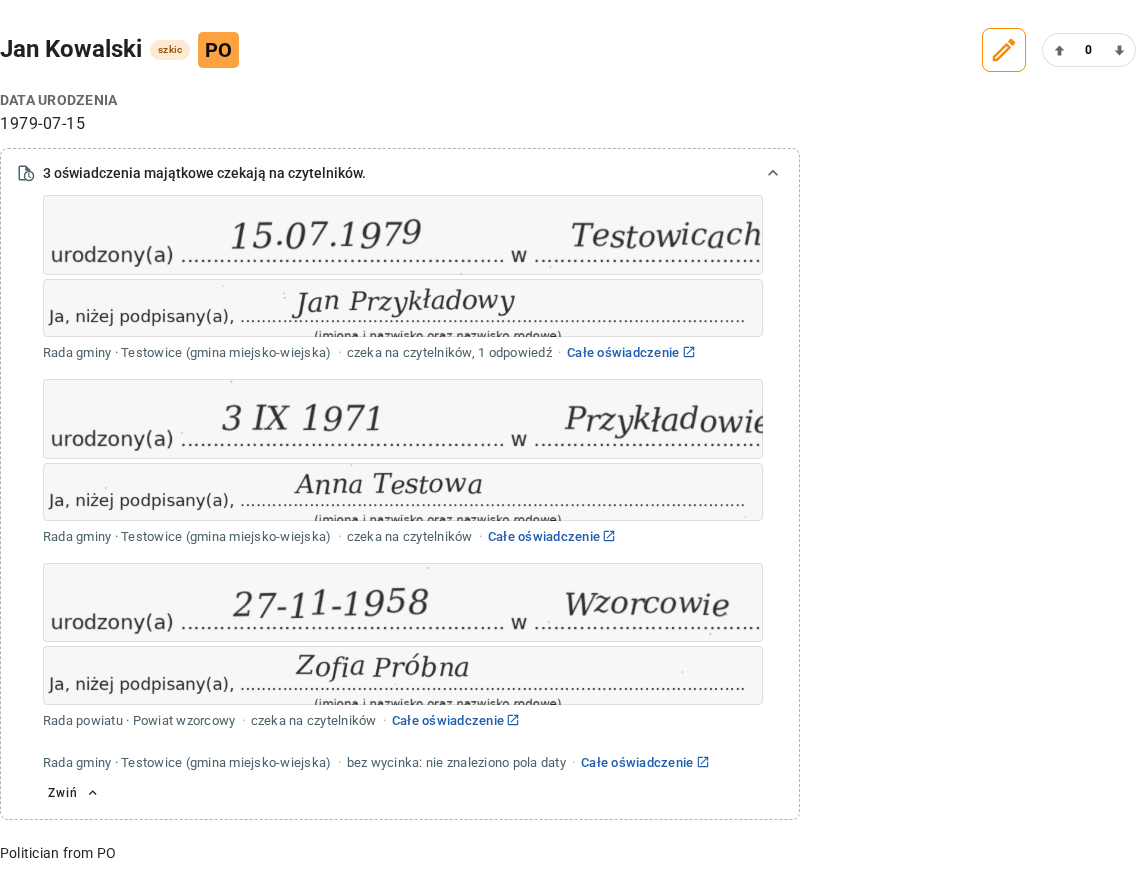 Jan Kowalski szkic PO 0
DATA URODZENIA
1979-07-15
3 oświadczenia majątkowe czekają na czytelników.
urodzony(a) 15.07.1979 w Testowicach
Ja, niżej podpisany(a), Jan Przykładowy
(imiona i nazwisko oraz nazwisko rodowe)
Rada gminy · Testowice (gmina miejsko-wiejska) · czeka na czytelników, 1 odpowiedź · Całe oświadczenie
urodzony(a) 3 IX 1971 w Przykładowie
Ja, niżej podpisany(a), Anna Testowa
(imiona i nazwisko oraz nazwisko rodowe)
Rada gminy · Testowice (gmina miejsko-wiejska) · czeka na czytelników · Całe oświadczenie
urodzony(a) 27-11-1958 w Wzorcowie
Ja, niżej podpisany(a), Zofia Próbna
(imiona i nazwisko oraz nazwisko rodowe)
Rada powiatu · Powiat wzorcowy · czeka na czytelników · Całe oświadczenie
Rada gminy · Testowice (gmina miejsko-wiejska) · bez wycinka: nie znaleziono pola daty · Całe oświadczenie
Zwiń
Politician from PO